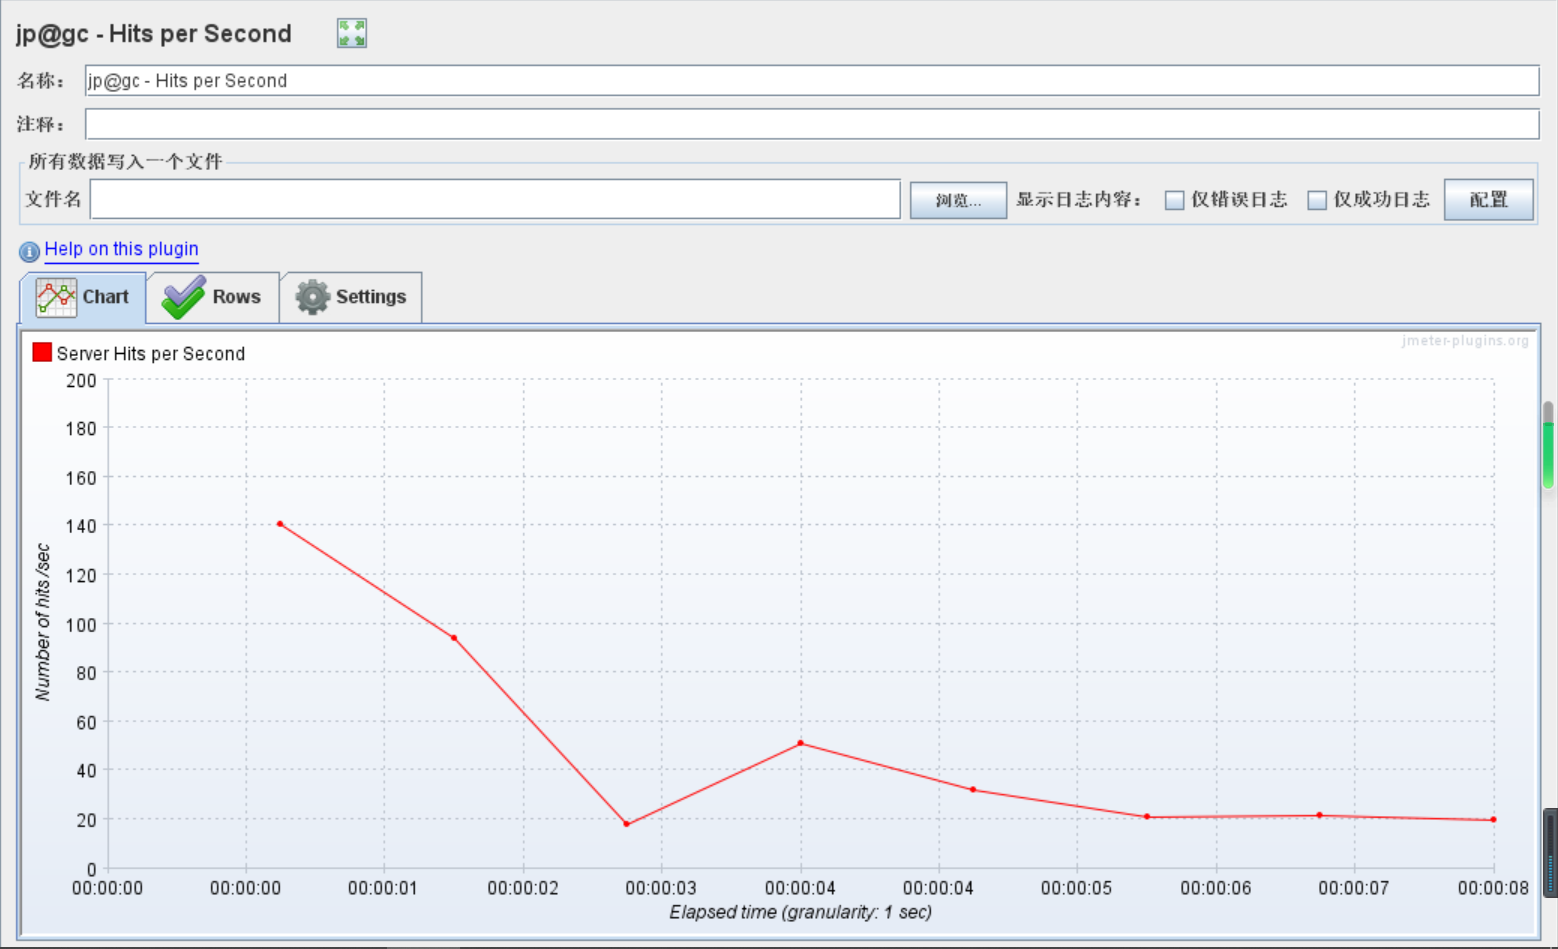 jp@gc - Hits per Second
名称： jp@gc - Hits per Second
注释：
所有数据写入一个文件
文件名 浏览... 显示日志内容： 仅错误日志 仅成功日志 配置
Help on this plugin
Chart Rows Settings
jmeter-plugins.org
Server Hits per Second
200
180
160
140
120
100
80
60
40
20
0
Number of hits /sec
00:00:00 00:00:00 00:00:01 00:00:02 00:00:03 00:00:04 00:00:04 00:00:05 00:00:06 00:00:07 00:00:08
Elapsed time (granularity: 1 sec)